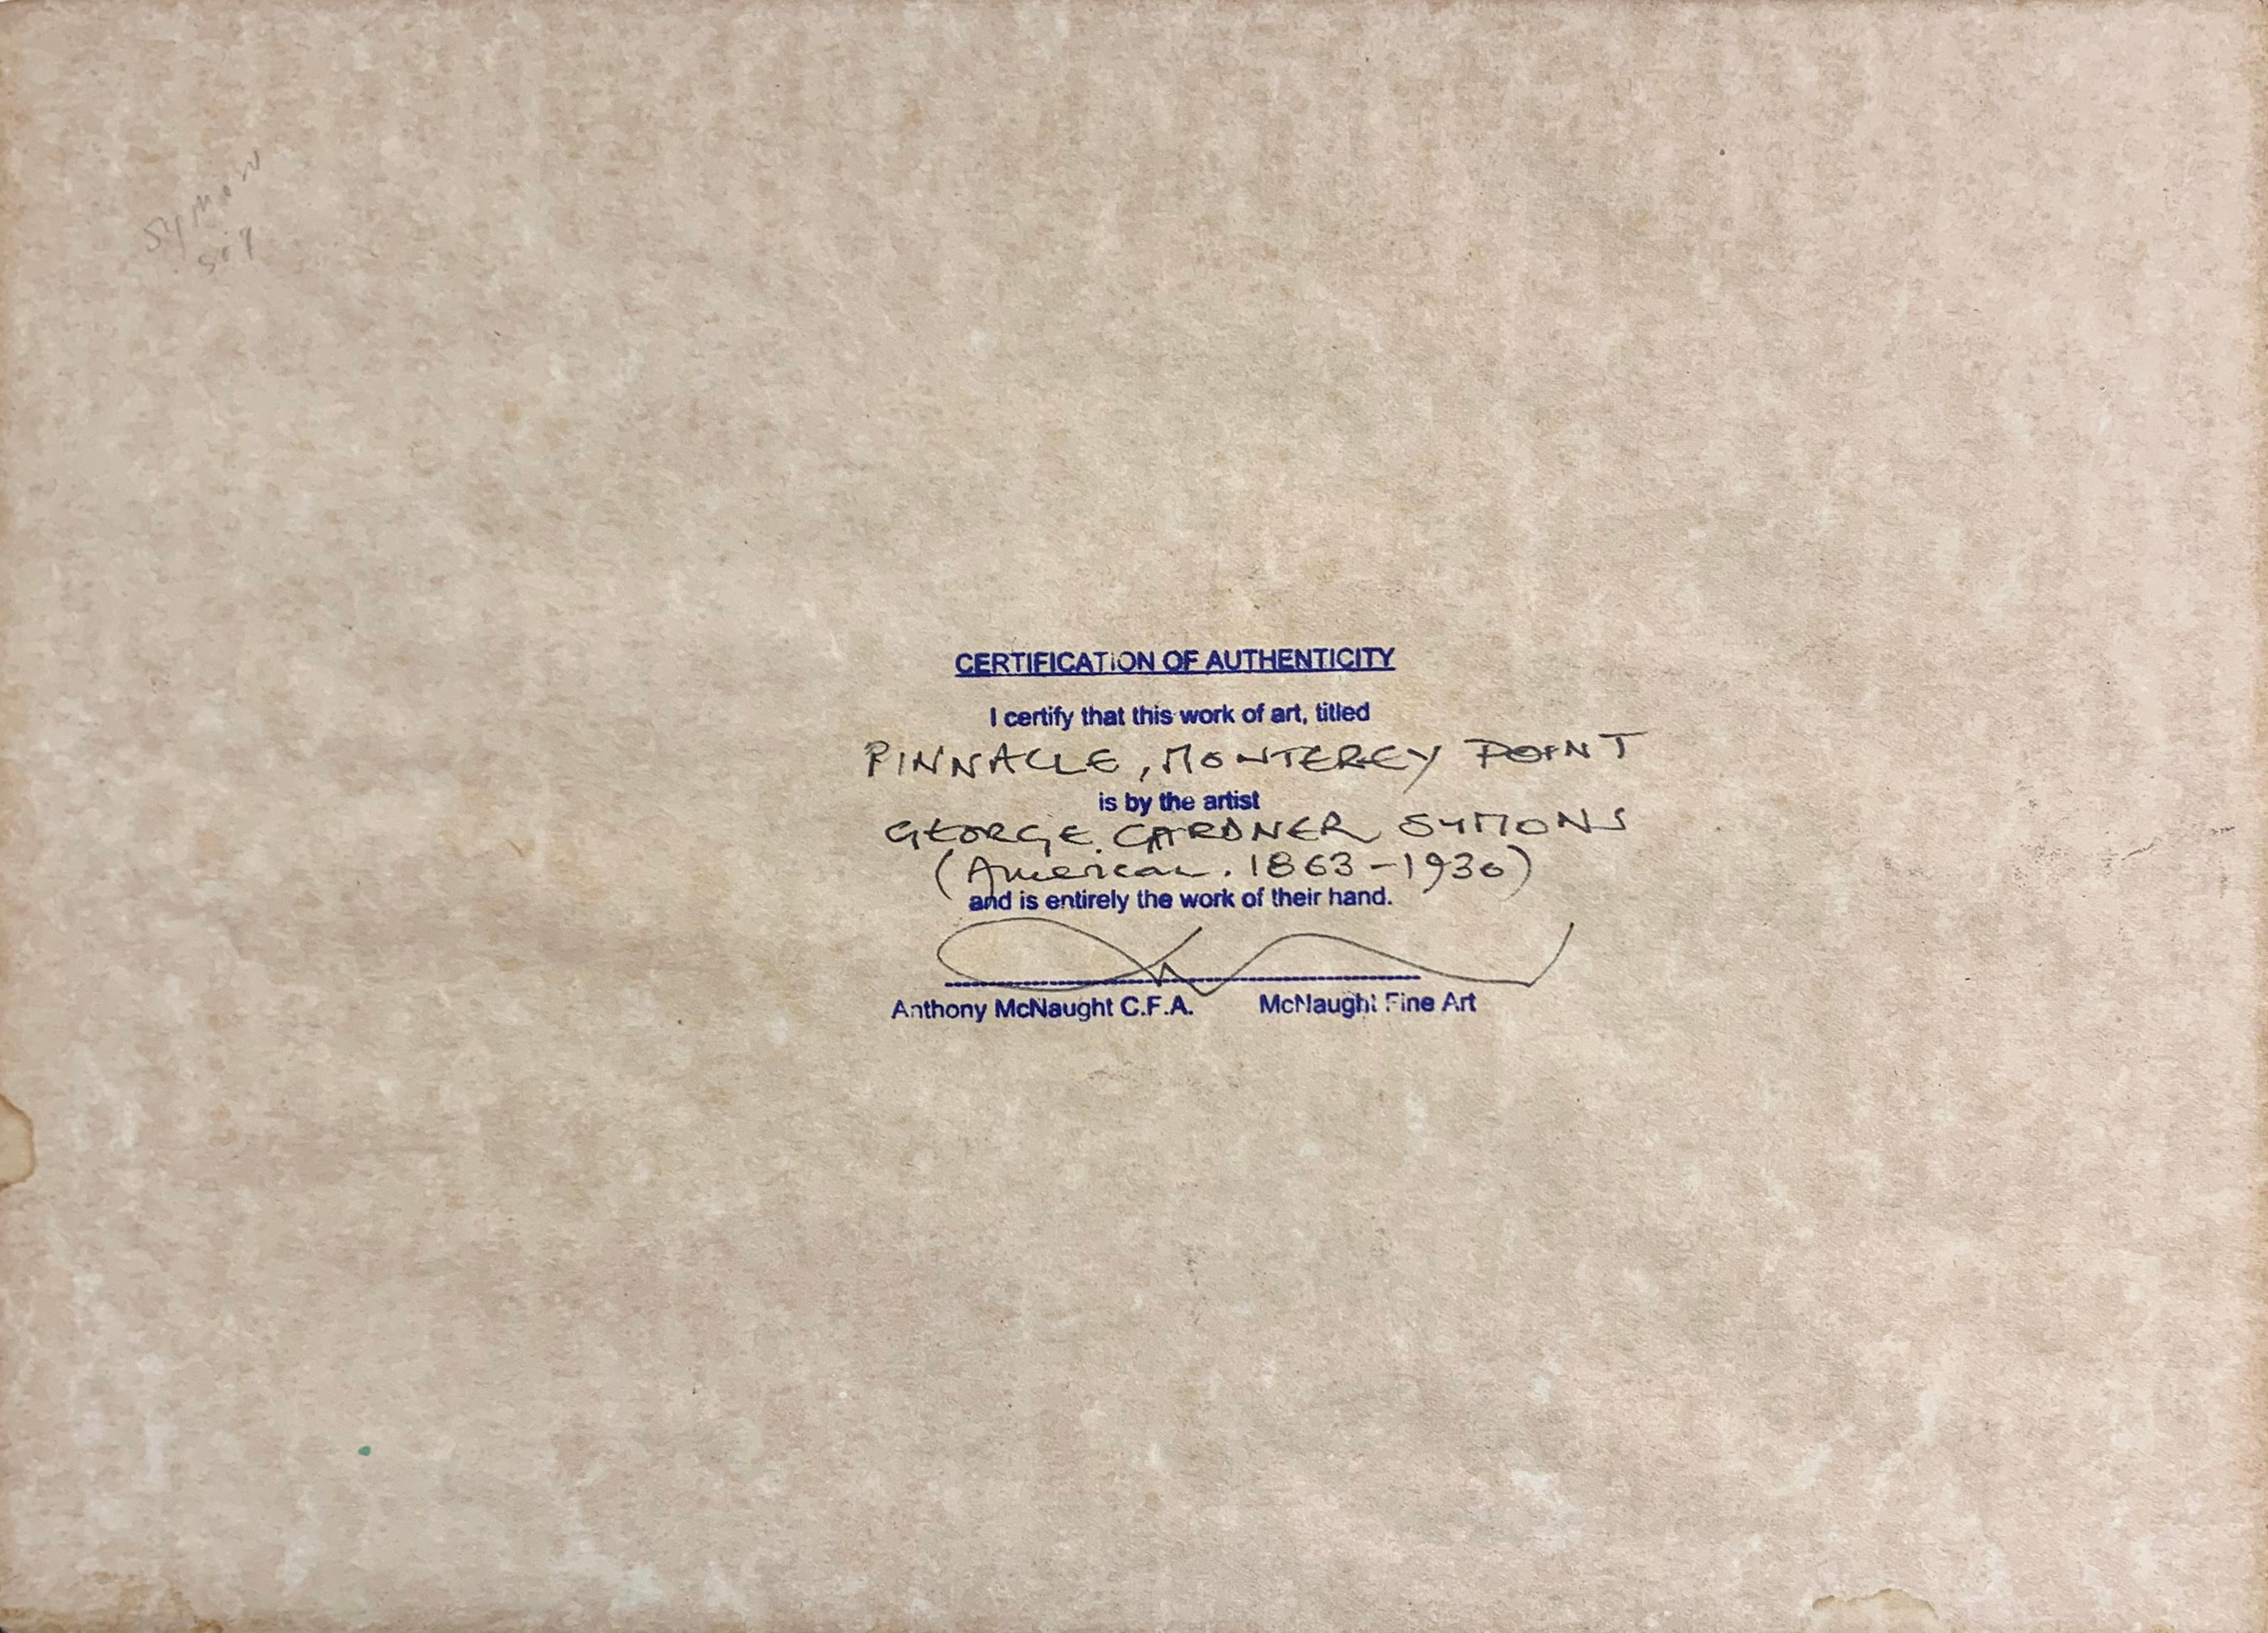 SYMON
CERTIFICATION OF AUTHENTICITY
I certify that this work of art, titled
PINNACLE, MONTEREY POINT
is by the artist
GEORGE GARDNER SYMONS
(American. 1863-1930)
and is entirely the work of their hand.
Anthony McNaught C.F.A. McNaught Fine Art